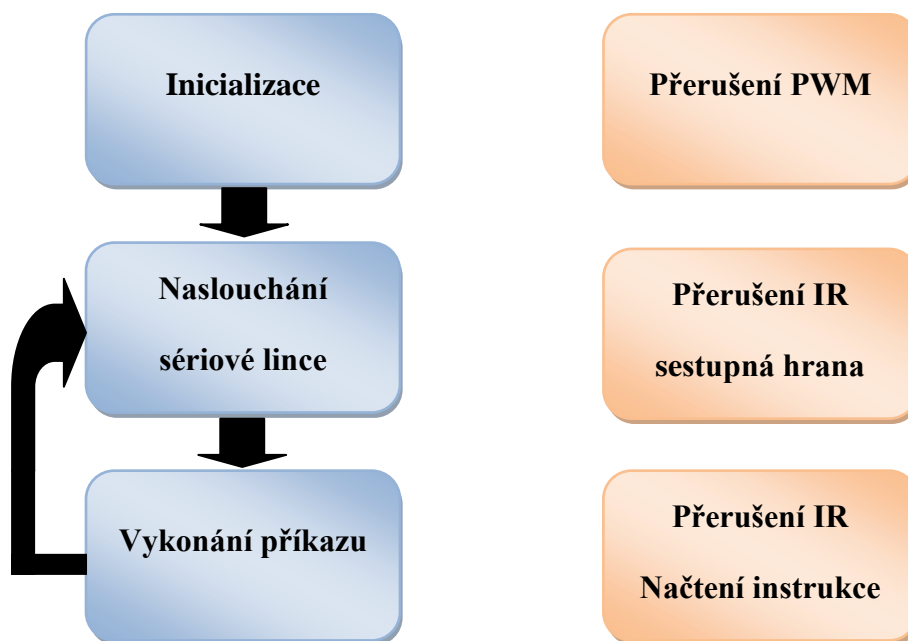 Inicializace
Naslouchání
sériové lince
Vykonání příkazu
Přerušení PWM
Přerušení IR
sestupná hrana
Přerušení IR
Načtení instrukce